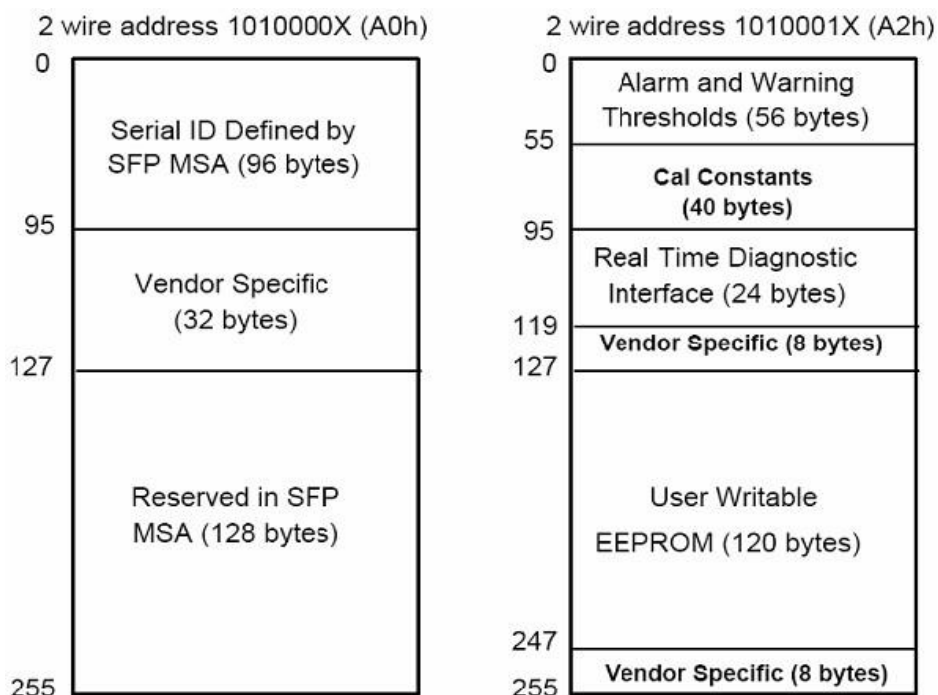 2 wire address 1010000X (A0h)
0
Serial ID Defined by
SFP MSA (96 bytes)
95
Vendor Specific
(32 bytes)
127
Reserved in SFP
MSA (128 bytes)
255
2 wire address 1010001X (A2h)
0
Alarm and Warning
Thresholds (56 bytes)
55
Cal Constants
(40 bytes)
95
Real Time Diagnostic
Interface (24 bytes)
119
Vendor Specific (8 bytes)
127
User Writable
EEPROM (120 bytes)
247
Vendor Specific (8 bytes)
255